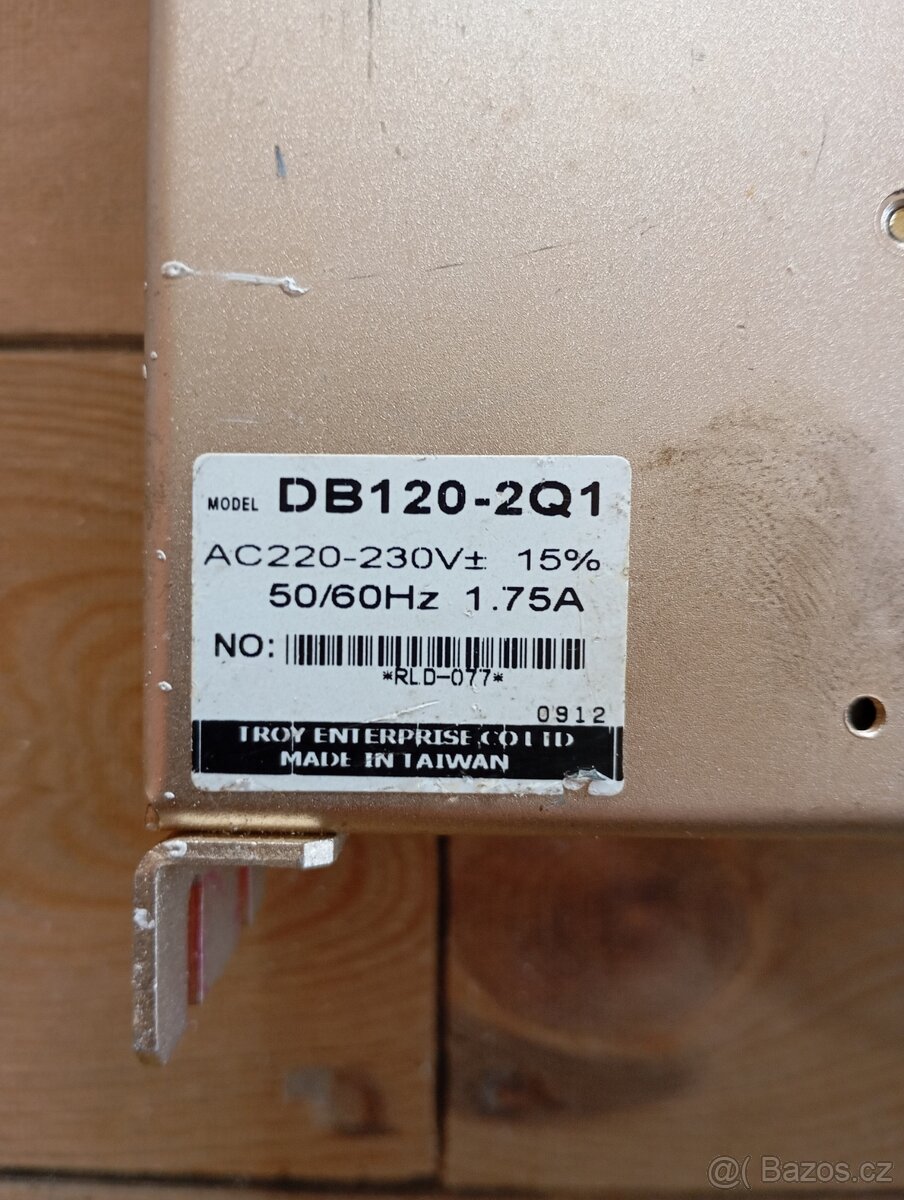 MODEL DB120-2Q1
AC220-230V± 15%
50/60Hz 1.75A
NO:
*RLD-077*
0912
TROY ENTERPRISE CO LTD
MADE IN TAIWAN
@( Bazos.cz